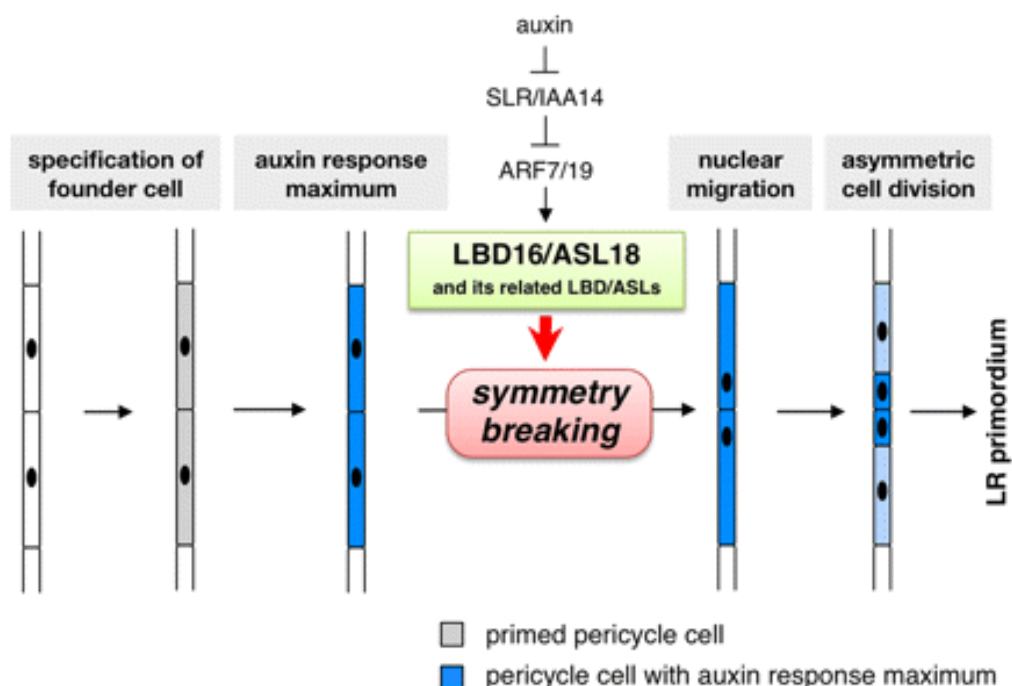 auxin
SLR/IAA14
ARF7/19
specification of
founder cell
auxin response
maximum
nuclear
migration
asymmetric
cell division
LBD16/ASL18
and its related LBD/ASLs
symmetry
breaking
LR primordium
primed pericycle cell
pericycle cell with auxin response maximum